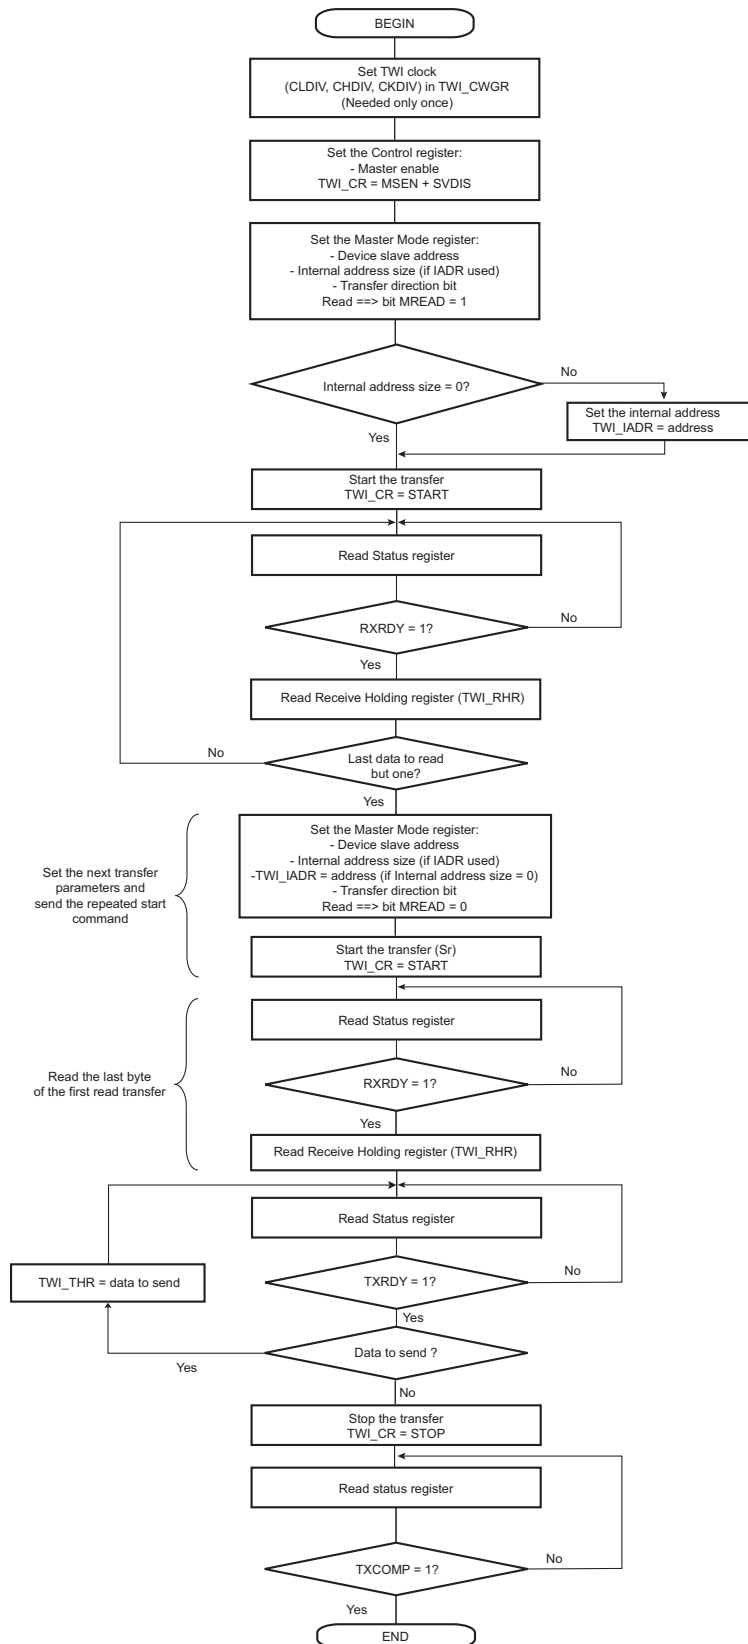 BEGIN
Set TWI clock
(CLDIV, CHDIV, CKDIV) in TWI_CWGR
(Needed only once)
Set the Control register:
- Master enable
TWI_CR = MSEN + SVDIS
Set the Master Mode register:
- Device slave address
- Internal address size (if IADR used)
- Transfer direction bit
Read ==> bit MREAD = 1
Internal address size = 0?
No
Set the internal address
TWI_IADR = address
Yes
Start the transfer
TWI_CR = START
Read Status register
RXRDY = 1?
No
Yes
Read Receive Holding register (TWI_RHR)
No
Last data to read
but one?
Yes
Set the next transfer
parameters and
send the repeated start
command
Set the Master Mode register:
- Device slave address
- Internal address size (if IADR used)
-TWI_IADR = address (if Internal address size = 0)
- Transfer direction bit
Read ==> bit MREAD = 0
Start the transfer (Sr)
TWI_CR = START
Read the last byte
of the first read transfer
Read Status register
RXRDY = 1?
No
Yes
Read Receive Holding register (TWI_RHR)
Read Status register
TWI_THR = data to send
TXRDY = 1?
No
Yes
Data to send ?
Yes
No
Stop the transfer
TWI_CR = STOP
Read status register
TXCOMP = 1?
No
Yes
END